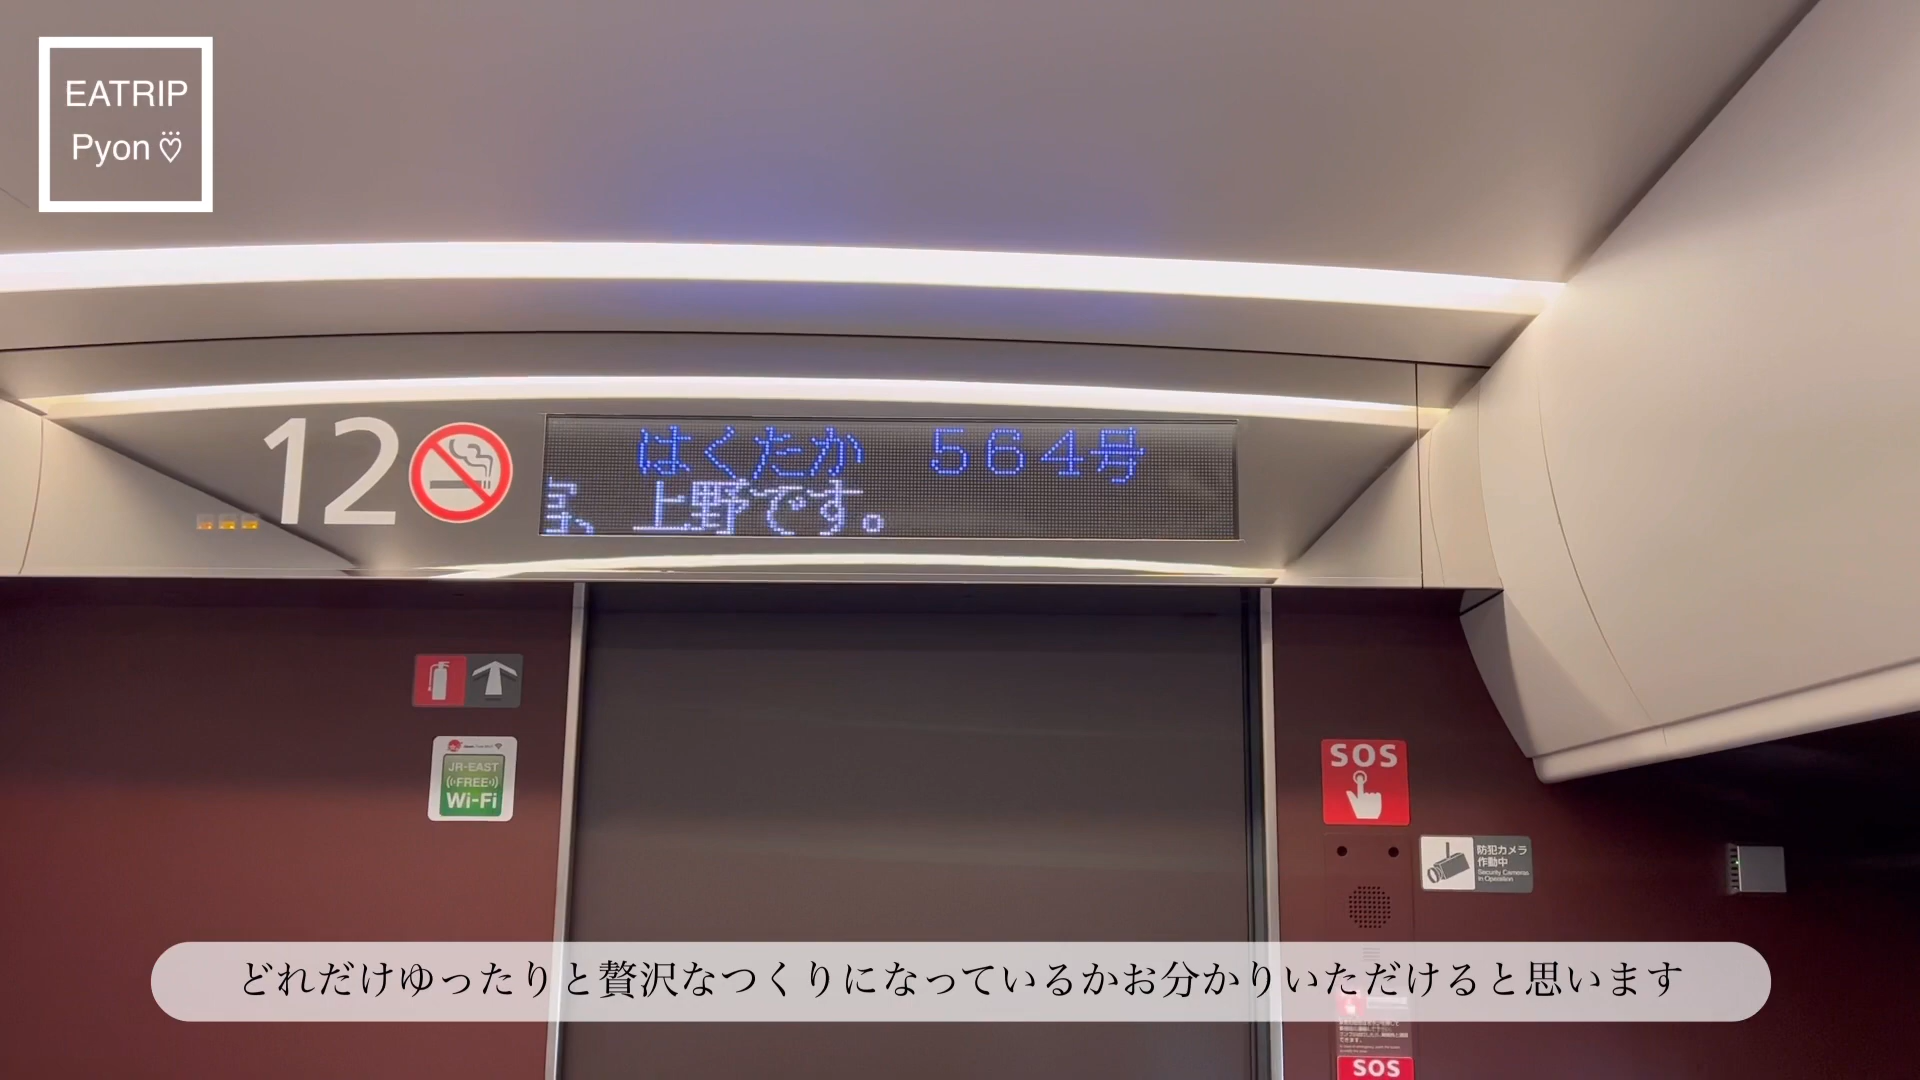 EATRIP
Pyon♡
12
はくたか 564号
、上野です。
JR-EAST
FREE
Wi-Fi
SOS
防犯カメラ
作動中
Security Cameras
in Operation
どれだけゆったりと贅沢なつくりになっているかお分かりいただけると思います
SOS